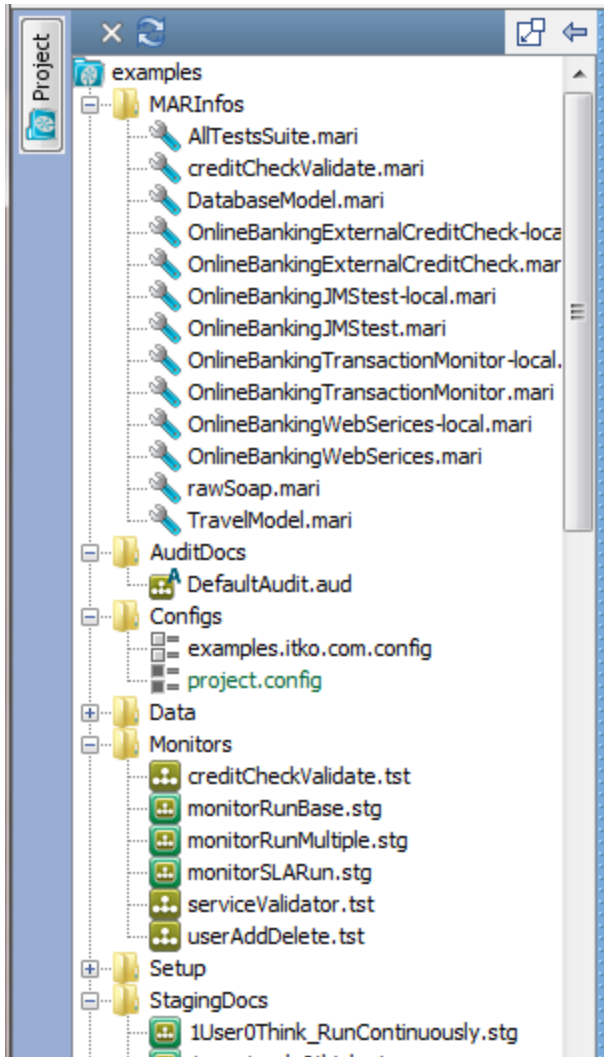 Project
examples
MARInfos
AllTestsSuite.mari
creditCheckValidate.mari
DatabaseModel.mari
OnlineBankingExternalCreditCheck-loca
OnlineBankingExternalCreditCheck.mar
OnlineBankingJMStest-local.mari
OnlineBankingJMStest.mari
OnlineBankingTransactionMonitor-local.
OnlineBankingTransactionMonitor.mari
OnlineBankingWebSerices-local.mari
OnlineBankingWebSerices.mari
rawSoap.mari
TravelModel.mari
AuditDocs
DefaultAudit.aud
Configs
examples.itko.com.config
project.config
Data
Monitors
creditCheckValidate.tst
monitorRunBase.stg
monitorRunMultiple.stg
monitorSLARun.stg
serviceValidator.tst
userAddDelete.tst
Setup
StagingDocs
1User0Think_RunContinuously.stg